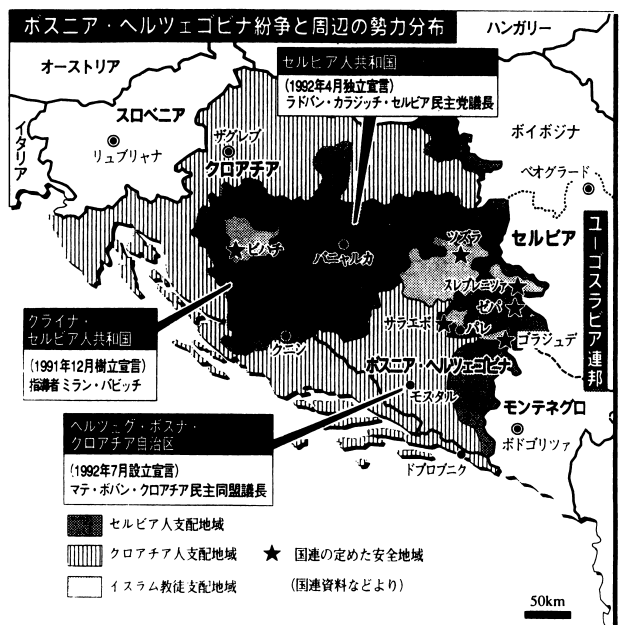 ボスニア・ヘルツェゴビナ紛争と周辺の勢力分布
ハンガリー
オーストリア
セルビア人共和国
(1992年4月独立宣言)
ラドバン・カラジッチ・セルビア民主党議長
スロベニア
イタリア
リュブリャナ
ザグレブ
クロアチア
ボイボジナ
ベオグラード
ユーゴスラビア連邦
セルビア
ビハチ
バニャルカ
ツズラ
スレブレニツァ
ゼパ
サラエボ
パレ
ゴラジュデ
クライナ・
セルビア人共和国
(1991年12月樹立宣言)
指導者 ミラン・バビッチ
クニン
ボスニア・ヘルツェゴビナ
モスタル
モンテネグロ
ポドゴリツァ
ドブロブニク
ヘルツェグ・ボスナ・
クロアチア自治区
(1992年7月設立宣言)
マテ・ボバン・クロアチア民主同盟議長
セルビア人支配地域
クロアチア人支配地域
★ 国連の定めた安全地域
イスラム教徒支配地域
(国連資料などより)
50km